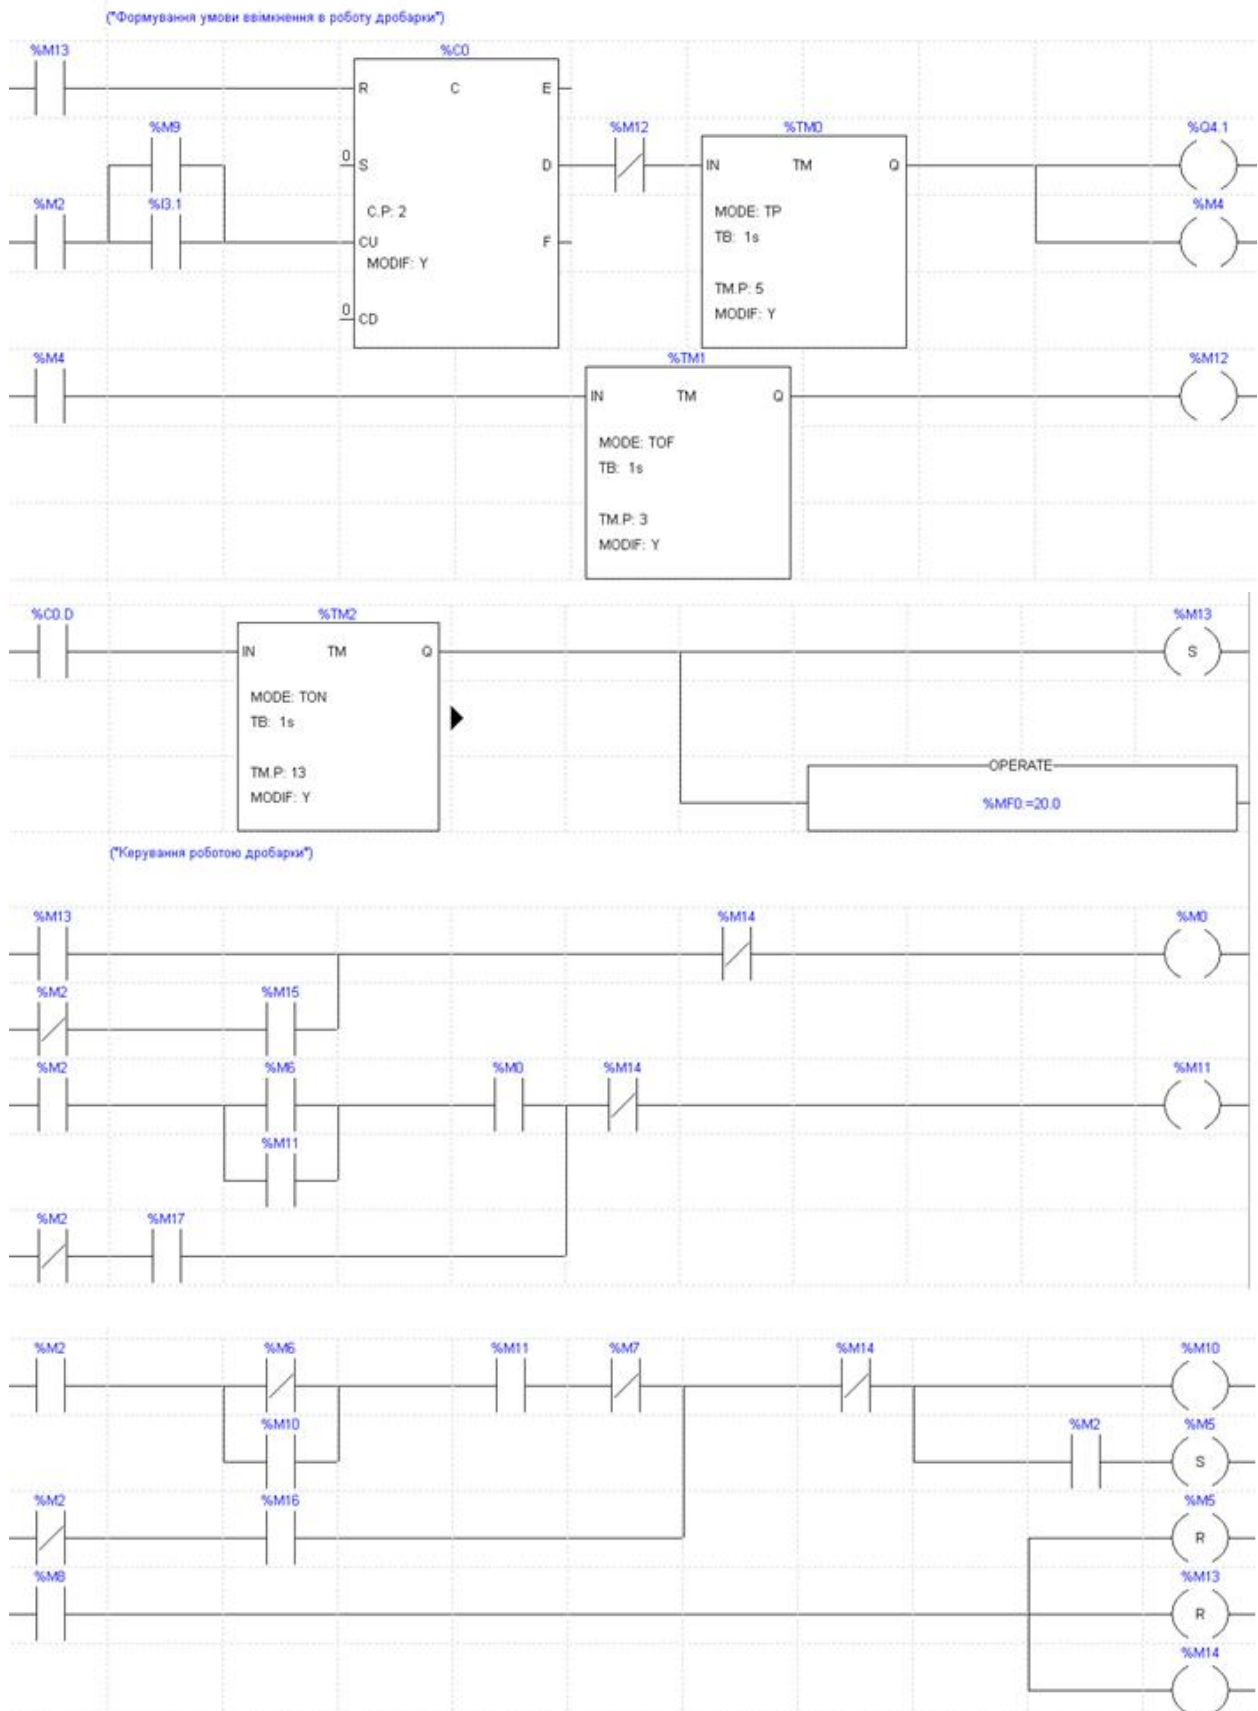 ("Формування умови ввімкнення в роботу дробарки")
%M13
%C0
R C E
%M9
%M12
%TM0
%Q4.1
0
S
D
IN TM Q
%M2
%I3.1
C.P: 2
MODE: TP
%M4
CU
F
TB: 1s
MODIF: Y
TM.P: 5
0
CD
MODIF: Y
%M4
%TM1
%M12
IN TM Q
MODE: TOF
TB: 1s
TM.P: 3
MODIF: Y
%C0.D
%TM2
%M13
IN TM Q
S
MODE: TON
TB: 1s
TM.P: 13
OPERATE
MODIF: Y
%MF0:=20.0
("Керування роботою дробарки")
%M13
%M14
%M0
%M2
%M15
%M2
%M6
%M0
%M14
%M11
%M11
%M2
%M17
%M2
%M6
%M11
%M7
%M14
%M10
%M10
%M2
%M5
S
%M2
%M16
%M5
R
%M8
%M13
R
%M14